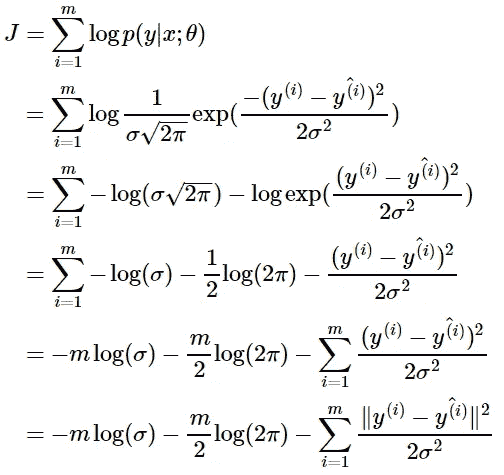 J = \sum_{i=1}^{m} \log p(y|x; \theta)
= \sum_{i=1}^{m} \log \frac{1}{\sigma\sqrt{2\pi}} \exp(\frac{-(y^{(i)} - \hat{y^{(i)}})^2}{2\sigma^2})
= \sum_{i=1}^{m} -\log(\sigma\sqrt{2\pi}) - \log \exp(\frac{(y^{(i)} - \hat{y^{(i)}})^2}{2\sigma^2})
= \sum_{i=1}^{m} -\log(\sigma) - \frac{1}{2}\log(2\pi) - \frac{(y^{(i)} - \hat{y^{(i)}})^2}{2\sigma^2}
= -m\log(\sigma) - \frac{m}{2}\log(2\pi) - \sum_{i=1}^{m} \frac{(y^{(i)} - \hat{y^{(i)}})^2}{2\sigma^2}
= -m\log(\sigma) - \frac{m}{2}\log(2\pi) - \sum_{i=1}^{m} \frac{\|y^{(i)} - \hat{y^{(i)}}\|^2}{2\sigma^2}